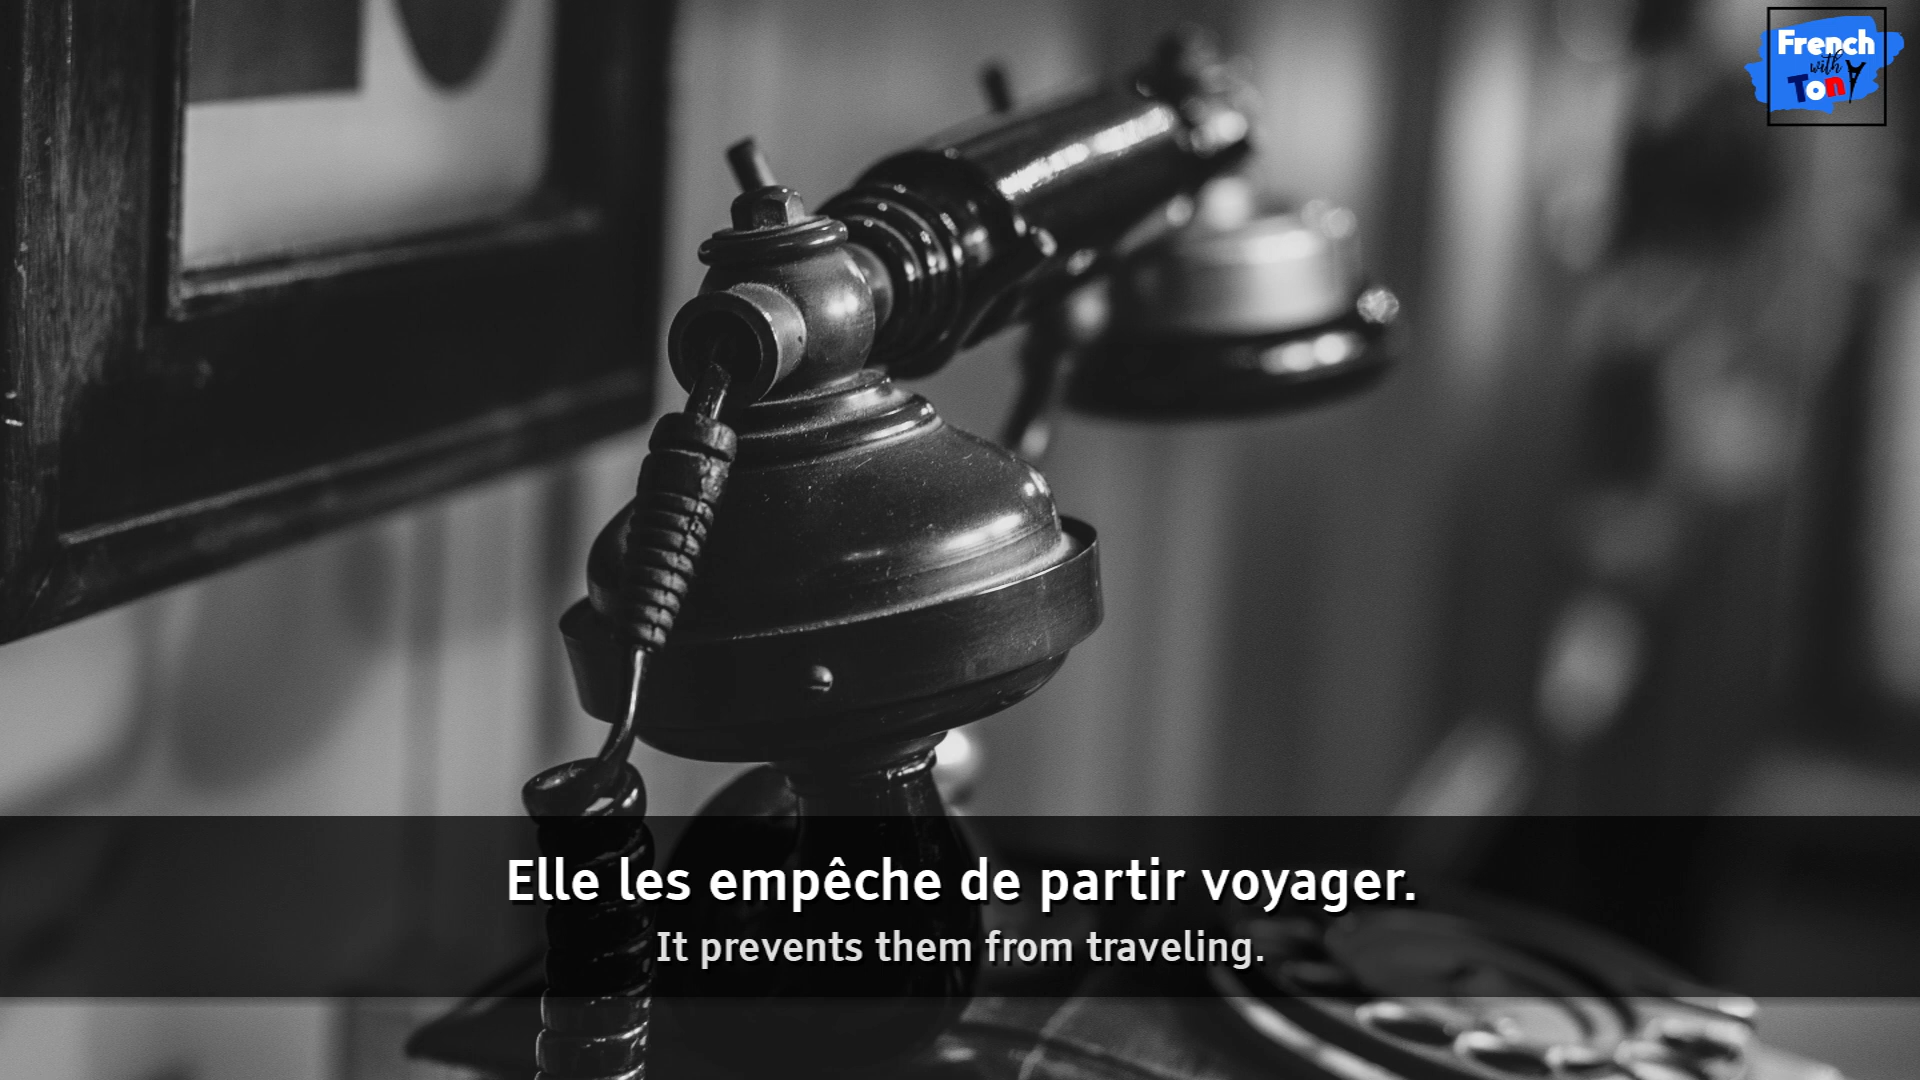 French
with
Tony
Elle les empêche de partir voyager.
It prevents them from traveling.